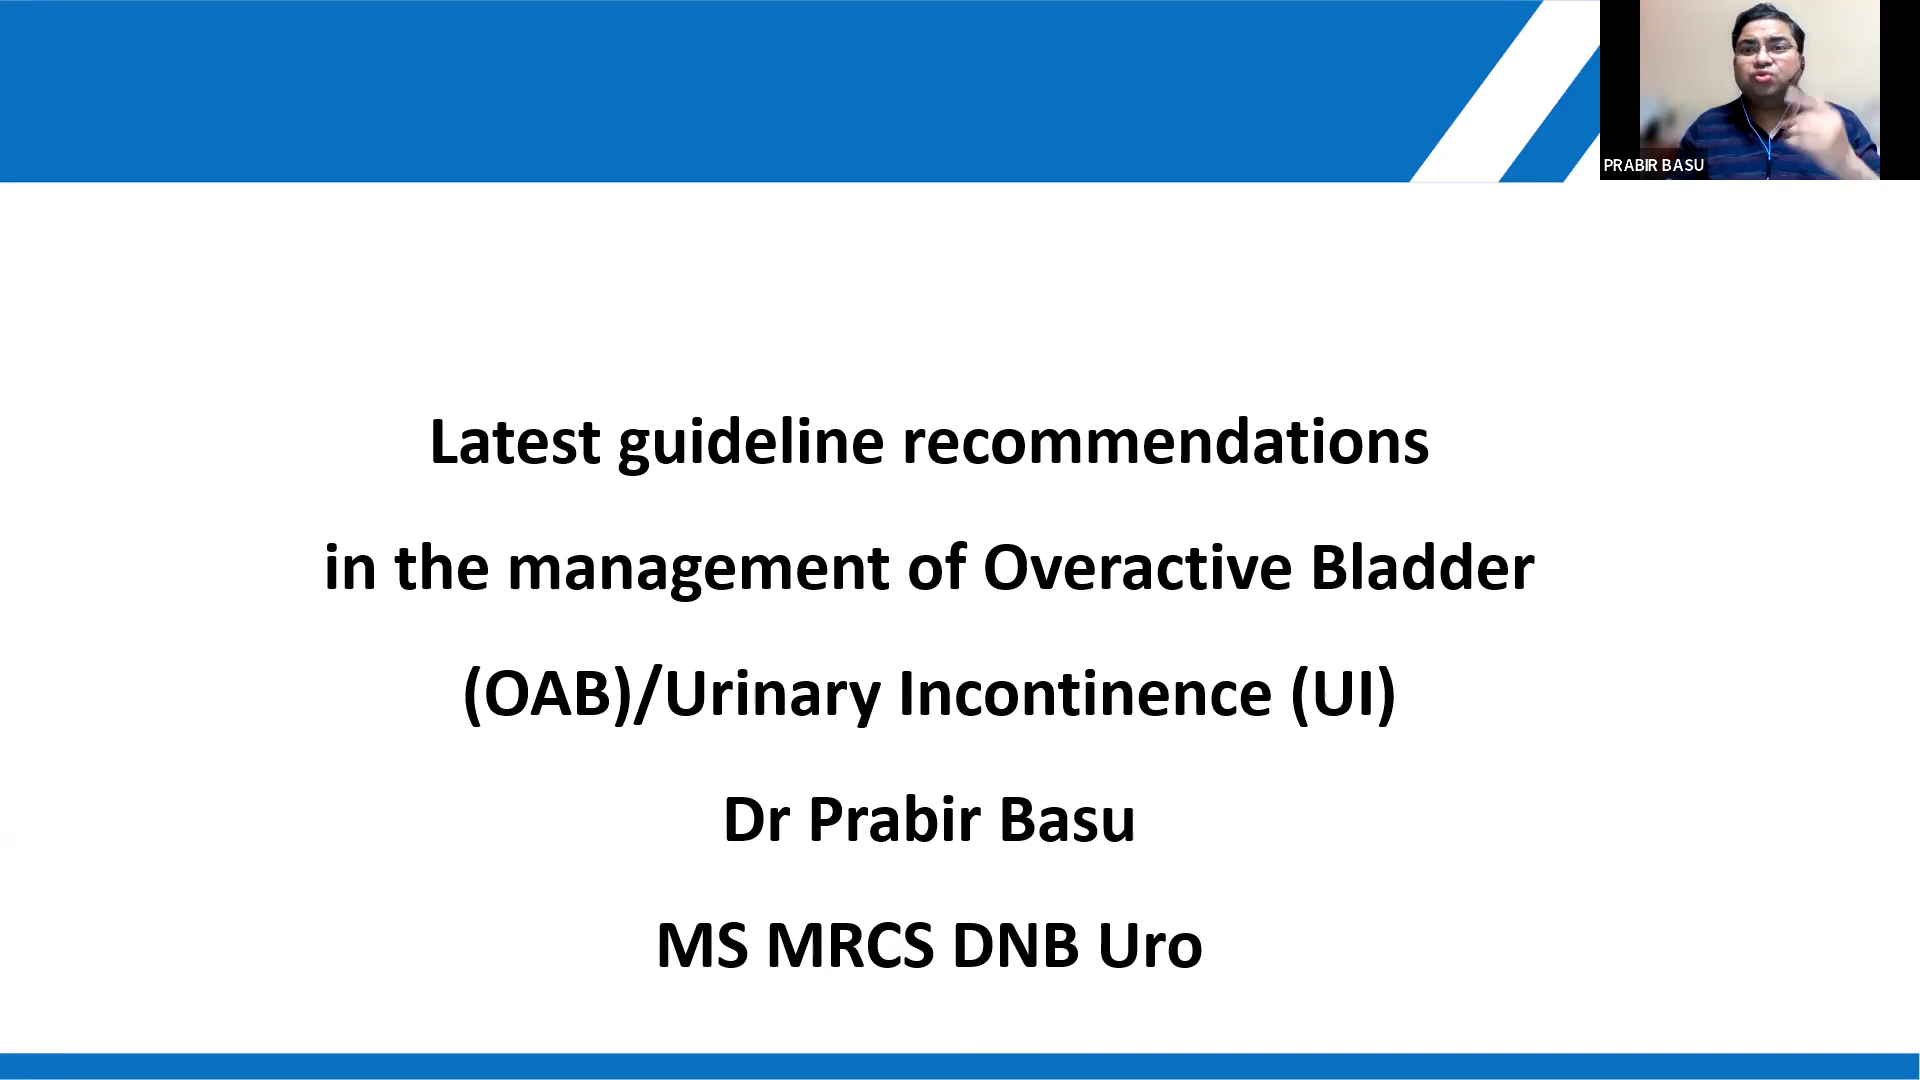 PRABIR BASU
Latest guideline recommendations
in the management of Overactive Bladder
(OAB)/Urinary Incontinence (UI)
Dr Prabir Basu
MS MRCS DNB Uro